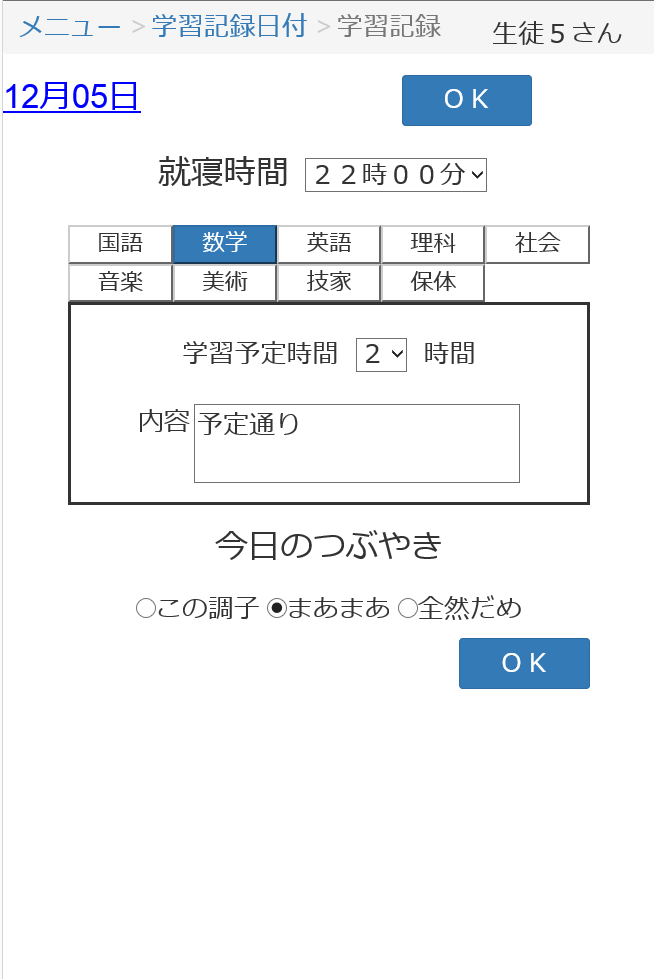 メニュー > 学習記録日付 > 学習記録 生徒５さん
12月05日 ＯＫ
就寝時間 ２２時００分
国語 数学 英語 理科 社会
音楽 美術 技家 保体
学習予定時間 ２ 時間
内容 予定通り
今日のつぶやき
この調子 まあまあ 全然だめ
ＯＫ